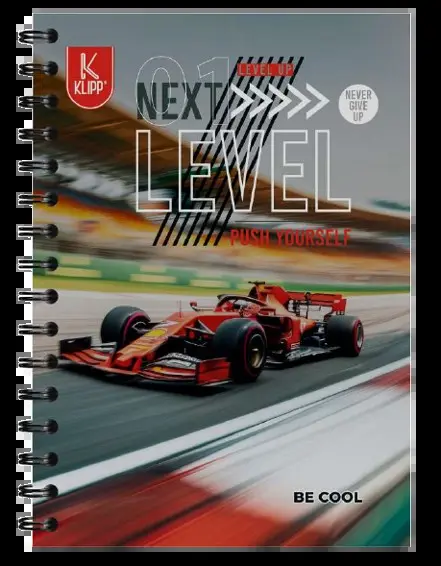 KLIPP®
01
LEVEL UP
NEXT
NEVER
GIVE
UP
LEVEL
PUSH YOURSELF
BE COOL